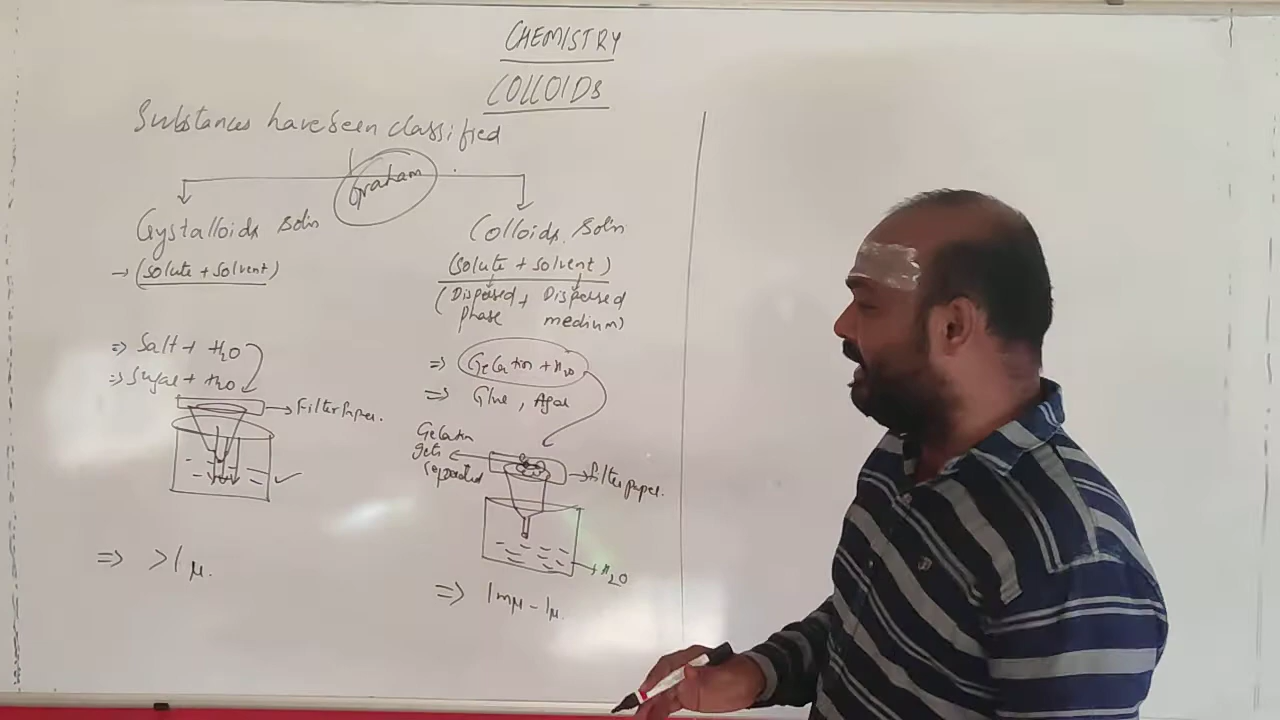 CHEMISTRY
COLLOIDS
Substances have been classified
Graham
Crystalloids soln
→ (Solute + Solvent)
⇒ Salt + H2O
⇒ Sugar + H2O
→ Filter Paper.
⇒ >1 μ.
Colloids soln
(Solute + Solvent)
(Dispersed + Dispersed
phase medium)
⇒ Gelatin + H2O
⇒ Glue, Agar
Gelatin
gets
Separated
→ Filter paper.
→ H2O
⇒ 1mμ - 1μ.